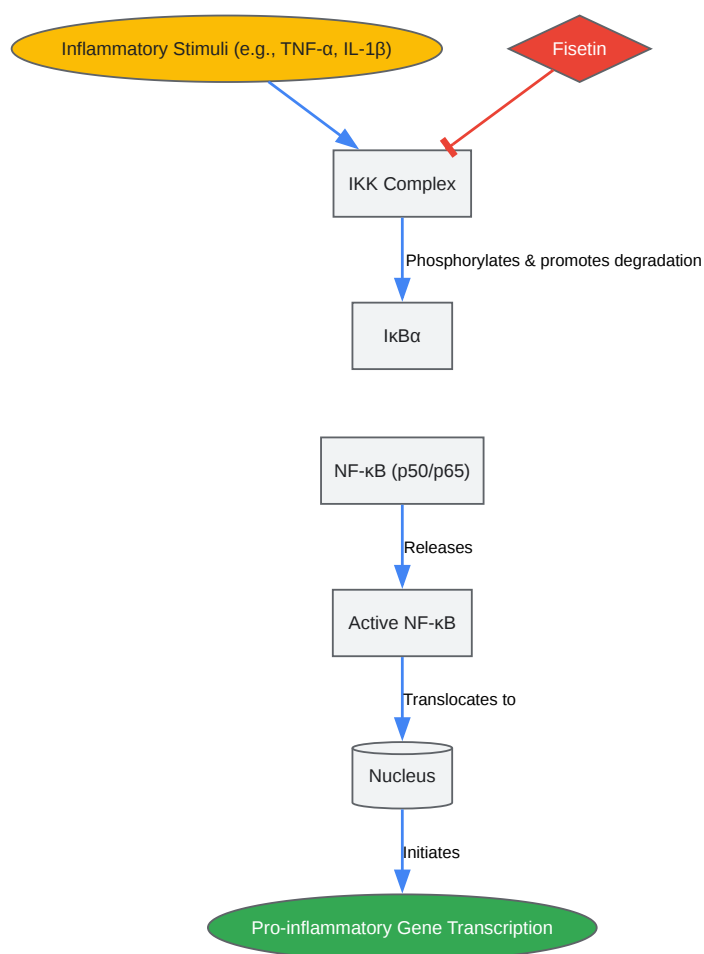 Inflammatory Stimuli (e.g., TNF-α, IL-1β)
Fisetin
IKK Complex
Phosphorylates & promotes degradation
IκBα
NF-κB (p50/p65)
Releases
Active NF-κB
Translocates to
Nucleus
Initiates
Pro-inflammatory Gene Transcription